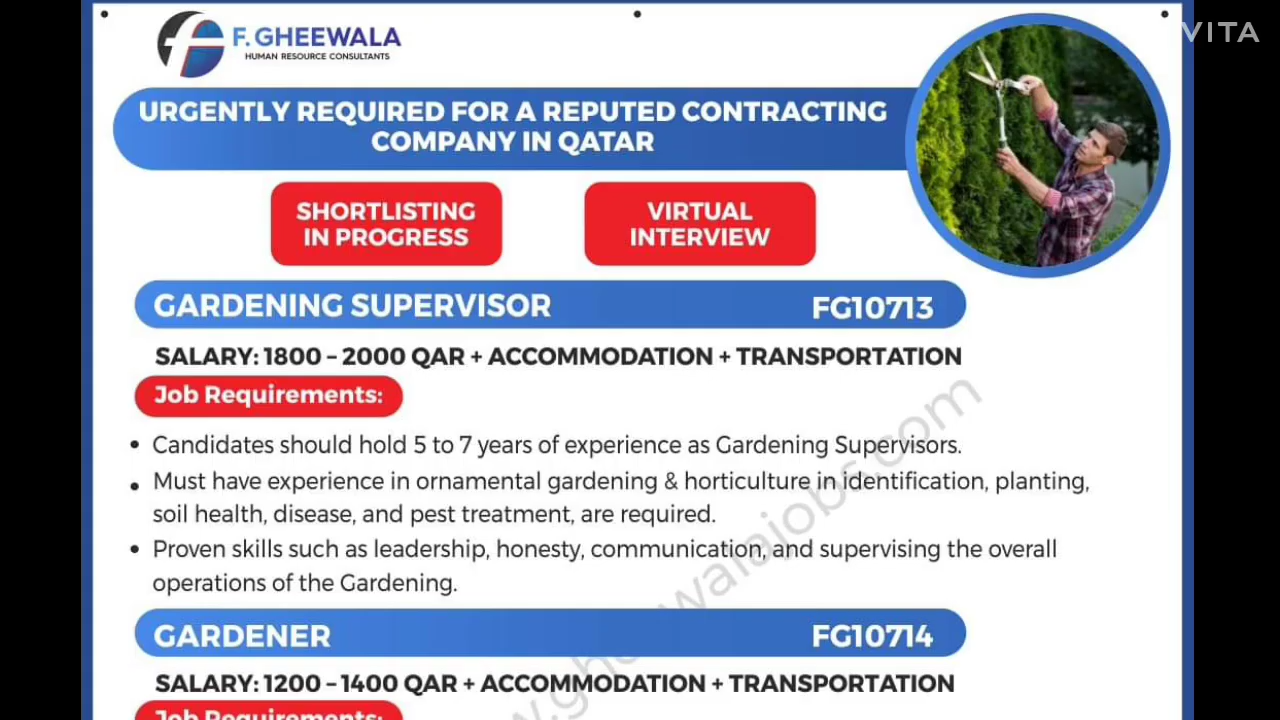 VITA
F. GHEEWALA
HUMAN RESOURCE CONSULTANTS
URGENTLY REQUIRED FOR A REPUTED CONTRACTING
COMPANY IN QATAR
SHORTLISTING
IN PROGRESS
VIRTUAL
INTERVIEW
GARDENING SUPERVISOR FG10713
SALARY: 1800 – 2000 QAR + ACCOMMODATION + TRANSPORTATION
Job Requirements:
• Candidates should hold 5 to 7 years of experience as Gardening Supervisors.
• Must have experience in ornamental gardening & horticulture in identification, planting,
soil health, disease, and pest treatment, are required.
• Proven skills such as leadership, honesty, communication, and supervising the overall
operations of the Gardening.
GARDENER FG10714
SALARY: 1200 – 1400 QAR + ACCOMMODATION + TRANSPORTATION
Job Requirements: